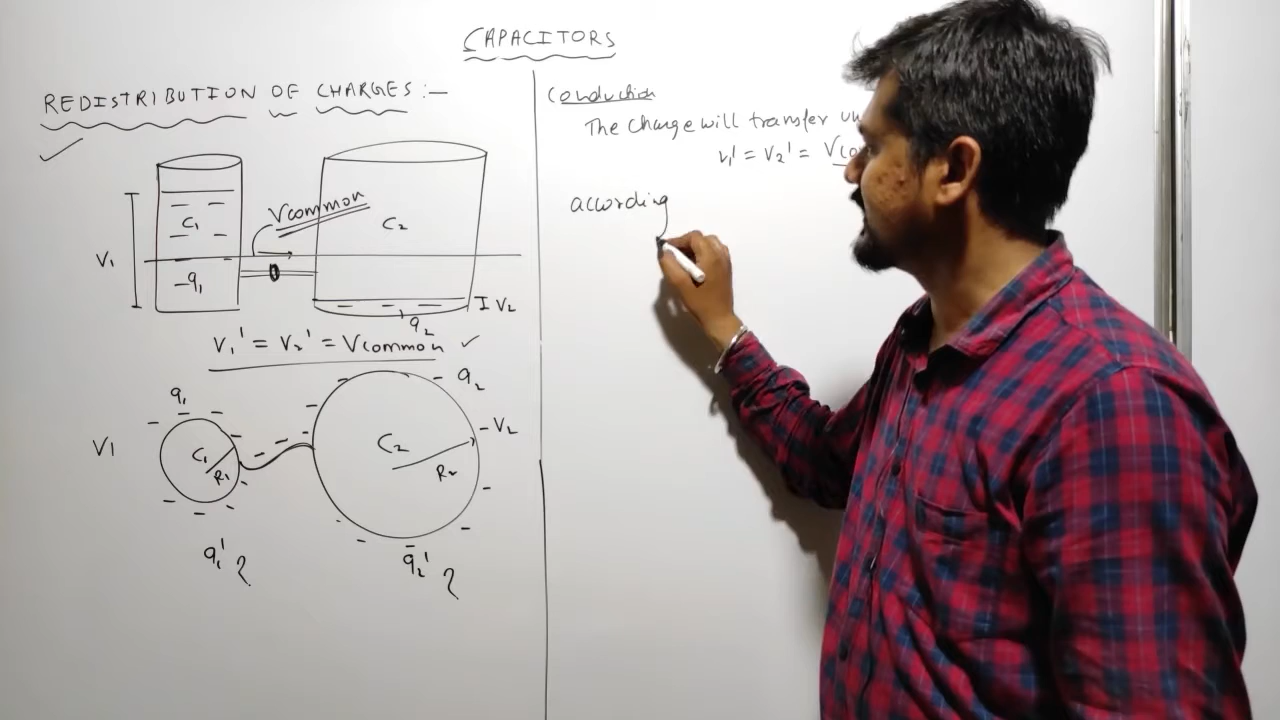 CAPACITORS
REDISTRIBUTION OF CHARGES :-
Vcommon
C1
C2
V1
-q1
V2
q2
V1' = V2' = Vcommon
q1
q2
V1
C1
R1
C2
R2
V2
q1' ?
q2' ?
Conduction
The charge will transfer
V1' = V2' =
according